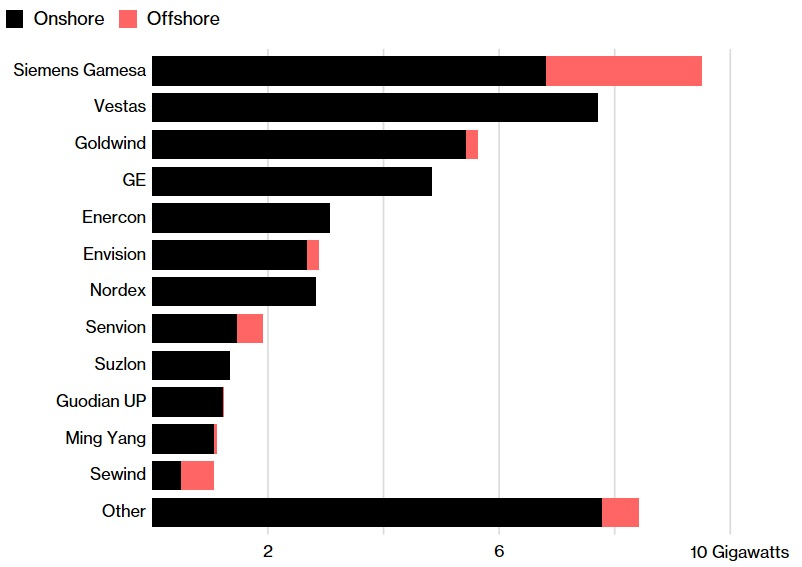 Onshore Offshore
Siemens Gamesa
Vestas
Goldwind
GE
Enercon
Envision
Nordex
Senvion
Suzlon
Guodian UP
Ming Yang
Sewind
Other
2 6 10 Gigawatts